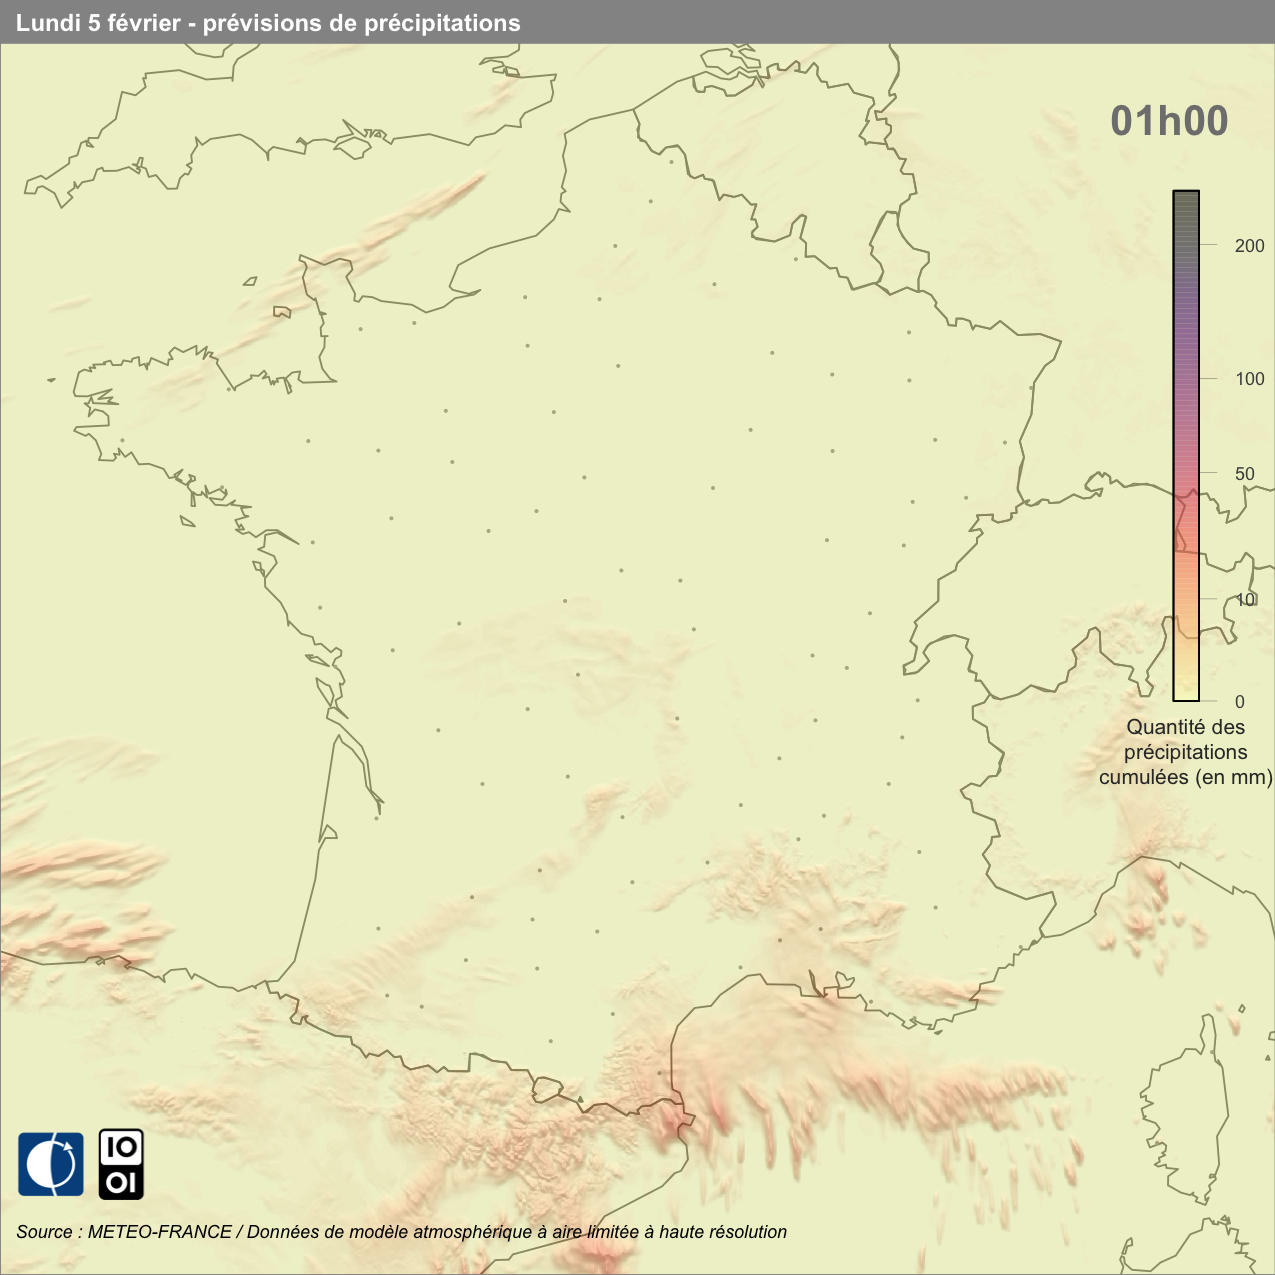 Lundi 5 février - prévisions de précipitations
01h00
200
100
50
10
0
Quantité des
précipitations
cumulées (en mm)
IO
OI
Source : METEO-FRANCE / Données de modèle atmosphérique à aire limitée à haute résolution